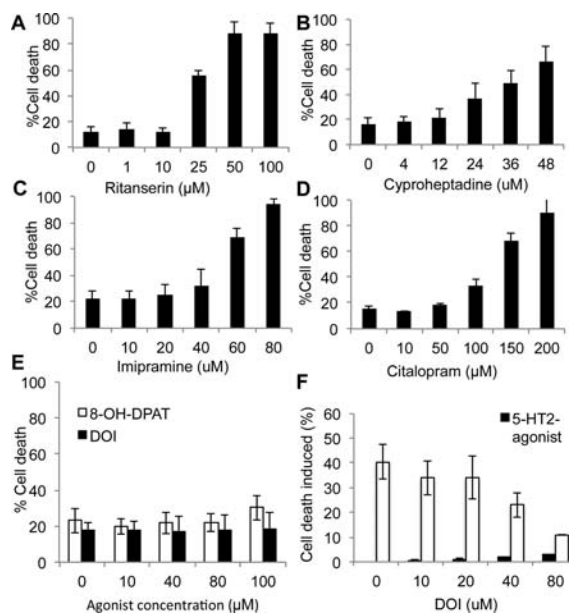 A
%Cell death
100
80
60
40
20
0
0 1 10 25 50 100
Ritanserin (µM)
B
%Cell death
100
80
60
40
20
0
0 4 12 24 36 48
Cyproheptadine (uM)
C
%Cell death
100
80
60
40
20
0
0 10 20 40 60 80
Imipramine (uM)
D
%Cell death
100
80
60
40
20
0
0 10 50 100 150 200
Citalopram (µM)
E
% Cell death
100
80
60
40
20
0
8-OH-DPAT
DOI
0 10 40 80 100
Agonist concentration (µM)
F
Cell death induced (%)
60
50
40
30
20
10
0
5-HT2-
agonist
0 10 20 40 80
DOI (uM)